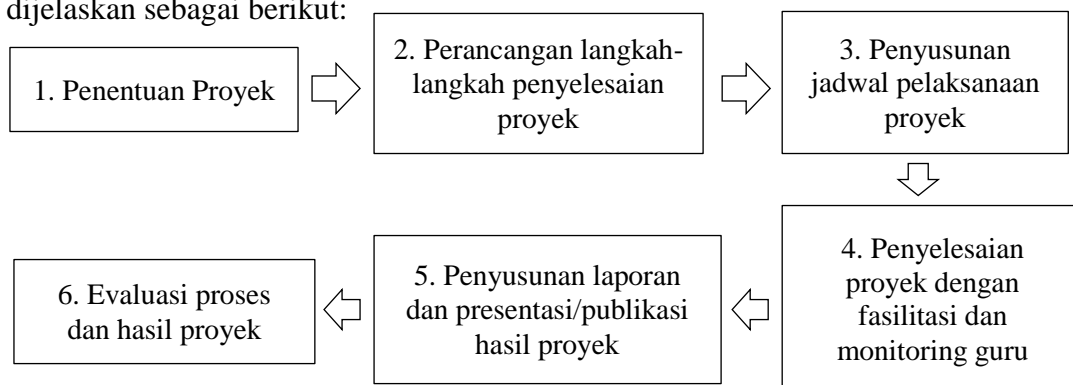 dijelaskan sebagai berikut:
1. Penentuan Proyek
2. Perancangan langkah-
langkah penyelesaian
proyek
3. Penyusunan
jadwal pelaksanaan
proyek
4. Penyelesaian
proyek dengan
fasilitasi dan
monitoring guru
5. Penyusunan laporan
dan presentasi/publikasi
hasil proyek
6. Evaluasi proses
dan hasil proyek